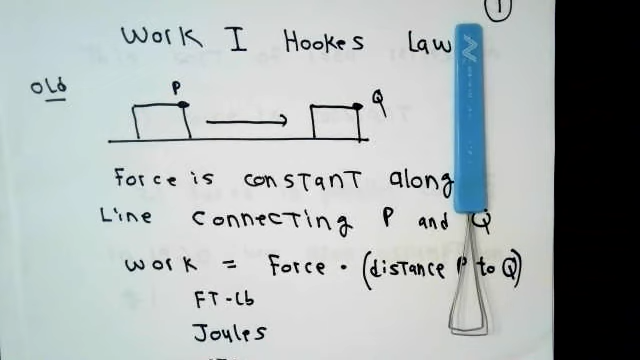 1
Work I Hookes Law
Old
P
Q
Force is constant along
Line connecting P and Q
Work = Force · (distance P to Q)
FT-Lb
Joules